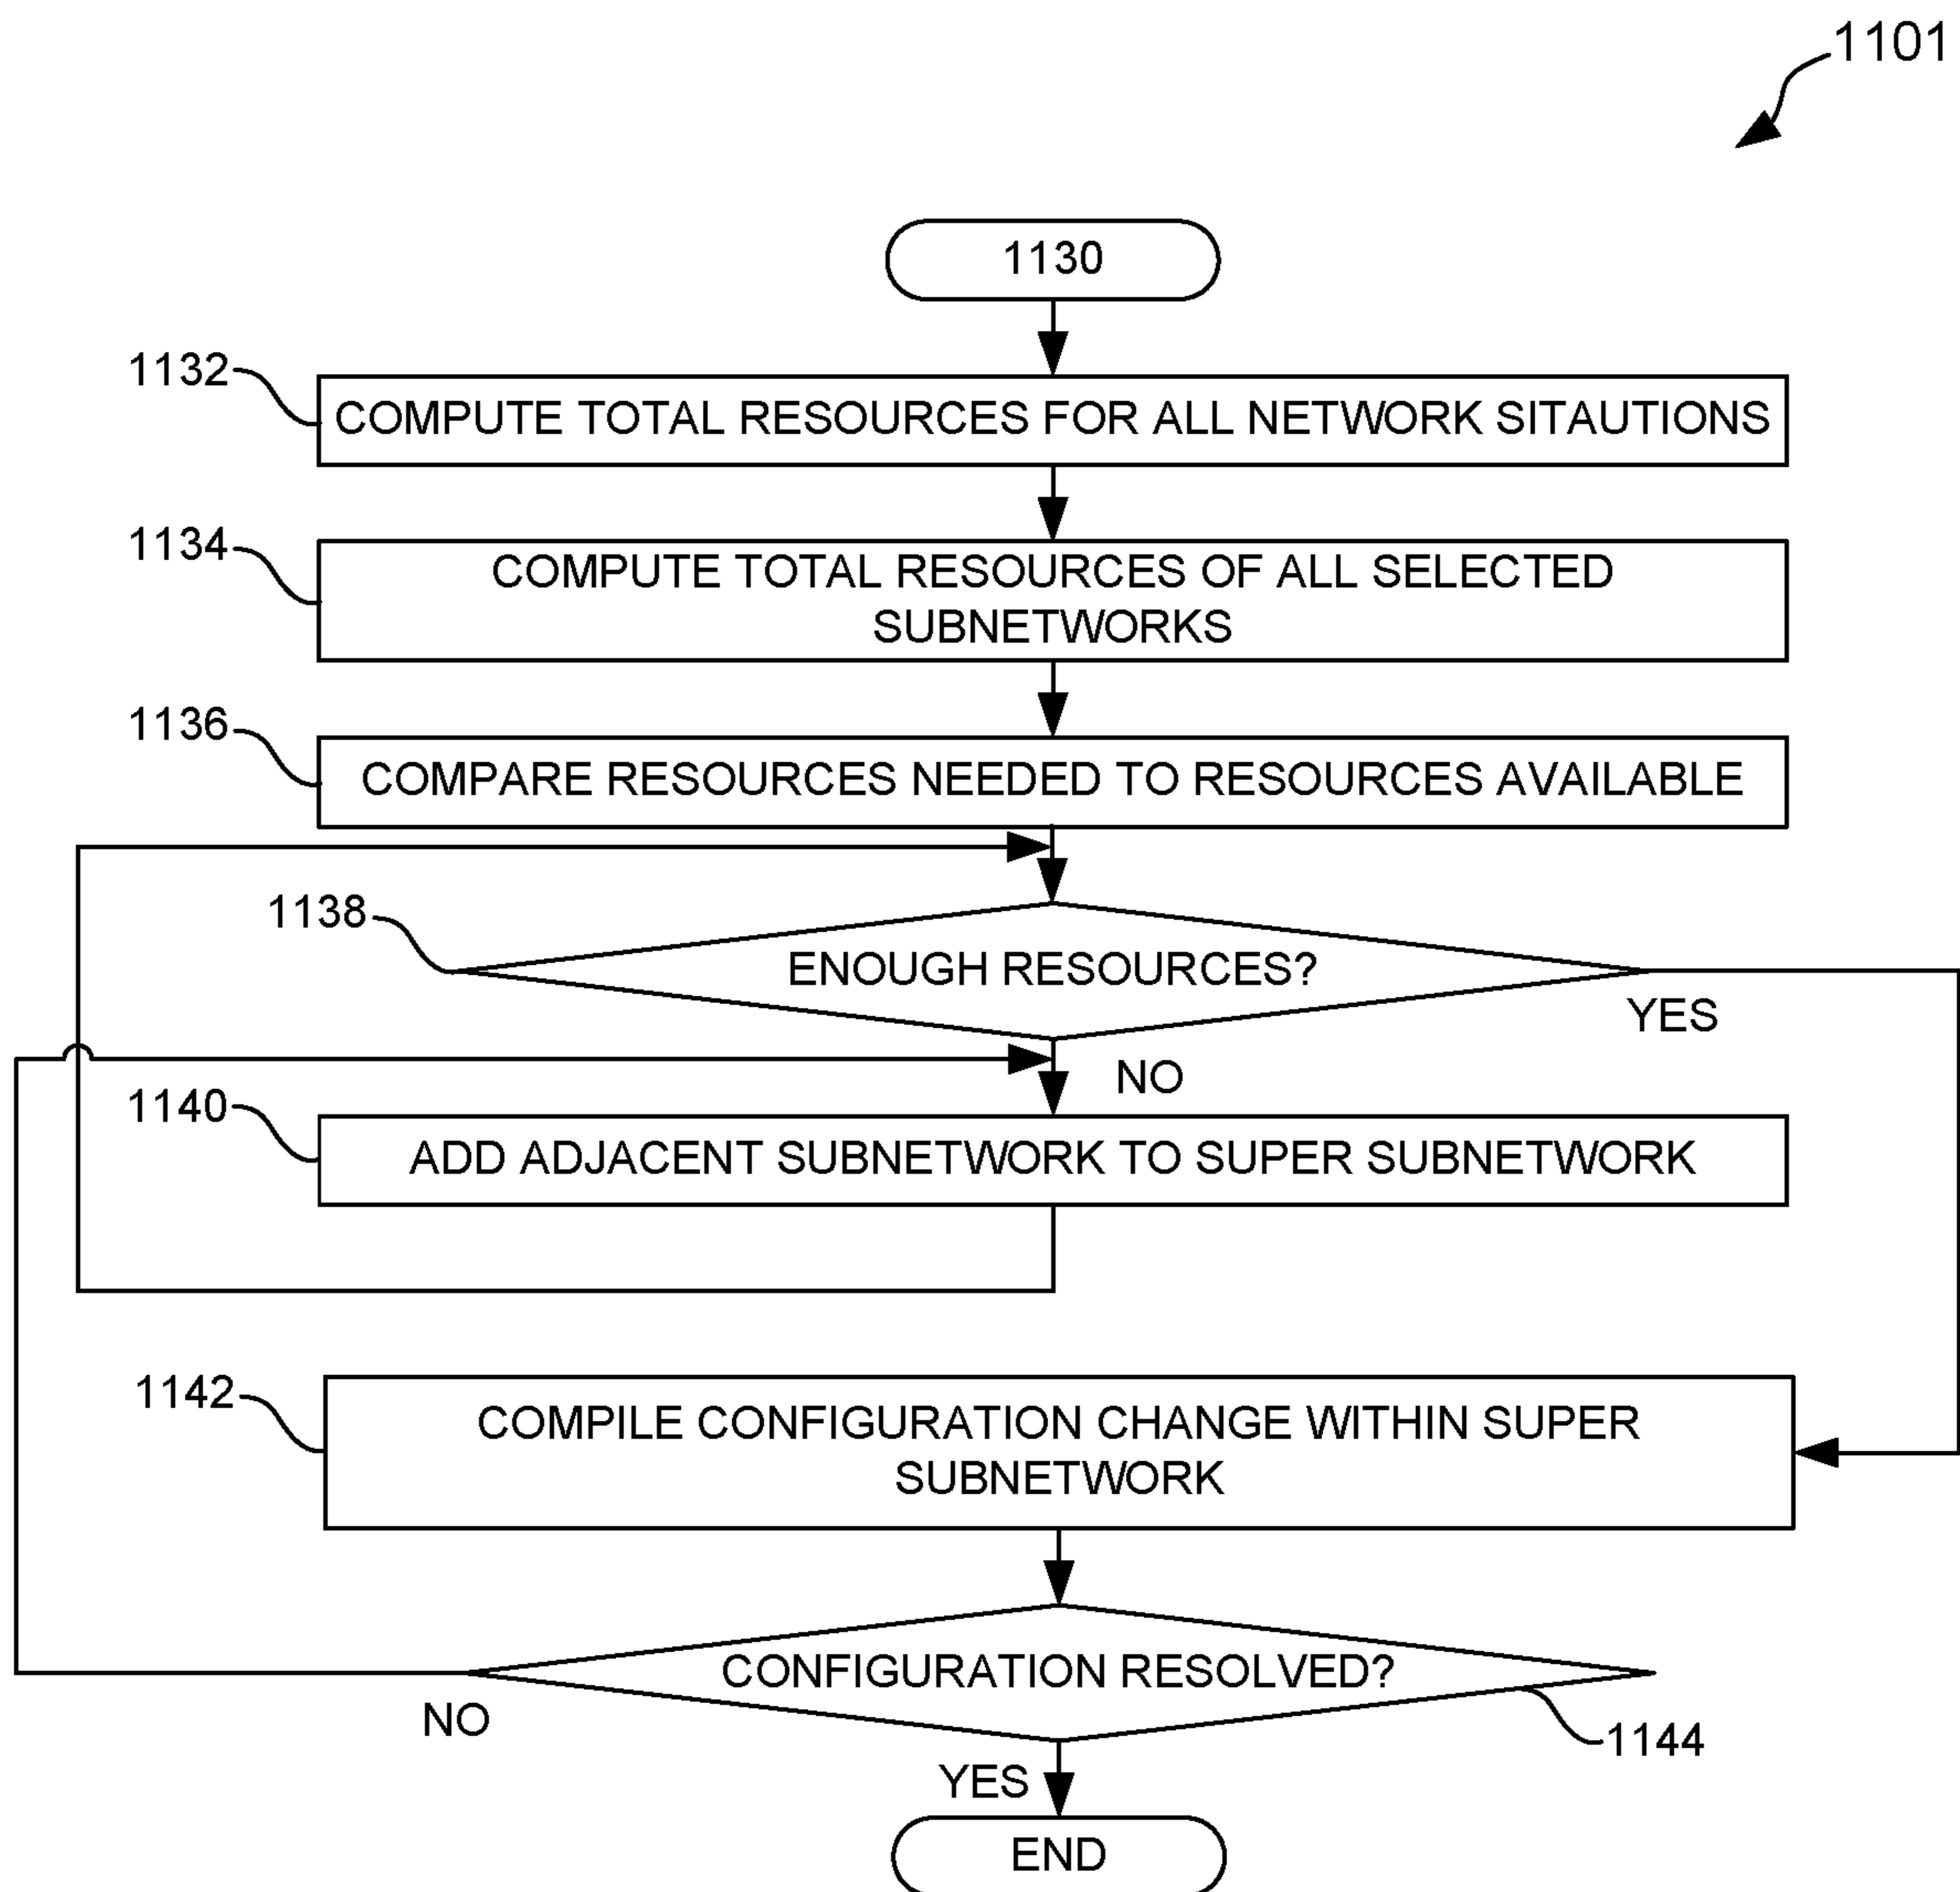 1101
1130
1132
COMPUTE TOTAL RESOURCES FOR ALL NETWORK SITAUTIONS
1134
COMPUTE TOTAL RESOURCES OF ALL SELECTED
SUBNETWORKS
1136
COMPARE RESOURCES NEEDED TO RESOURCES AVAILABLE
1138
ENOUGH RESOURCES?
YES
NO
1140
ADD ADJACENT SUBNETWORK TO SUPER SUBNETWORK
1142
COMPILE CONFIGURATION CHANGE WITHIN SUPER
SUBNETWORK
CONFIGURATION RESOLVED?
NO
1144
YES
END